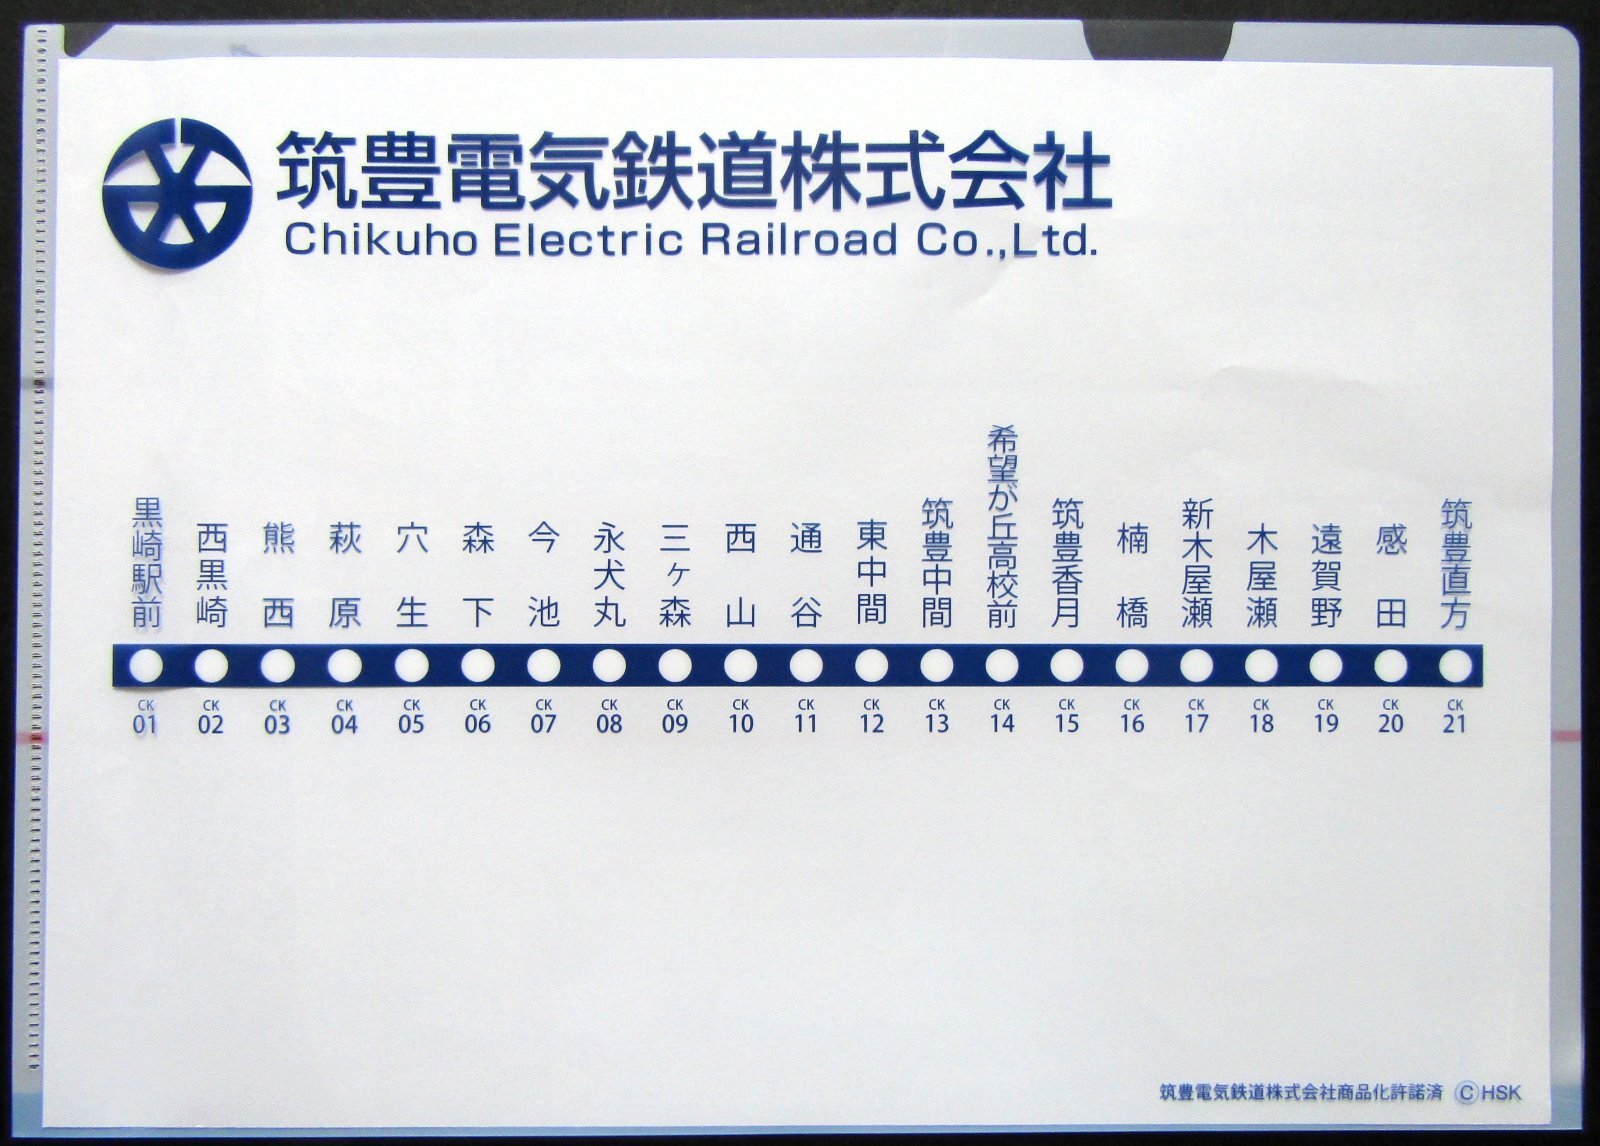 筑豊電気鉄道株式会社
Chikuho Electric Railroad Co.,Ltd.
黒崎駅前
西黒崎
熊西
萩原
穴生
森下
今池
永犬丸
三ヶ森
西山
通谷
東中間
筑豊中間
希望が丘高校前
筑豊香月
楠橋
新木屋瀬
木屋瀬
遠賀野
感田
筑豊直方
CK 01
CK 02
CK 03
CK 04
CK 05
CK 06
CK 07
CK 08
CK 09
CK 10
CK 11
CK 12
CK 13
CK 14
CK 15
CK 16
CK 17
CK 18
CK 19
CK 20
CK 21
筑豊電気鉄道株式会社商品化許諾済 ©HSK